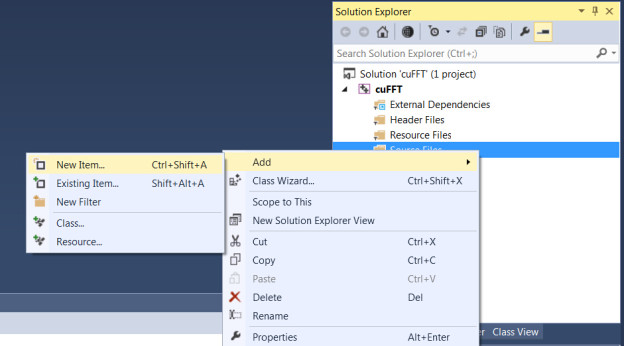 Solution Explorer
Search Solution Explorer (Ctrl+;)
Solution 'cuFFT' (1 project)
cuFFT
External Dependencies
Header Files
Resource Files
Source Files
Add
Class Wizard... Ctrl+Shift+X
Scope to This
New Solution Explorer View
Cut Ctrl+X
Copy Ctrl+C
Paste Ctrl+V
Delete Del
Rename
Properties Alt+Enter
New Item... Ctrl+Shift+A
Existing Item... Shift+Alt+A
New Filter
Class...
Resource...
Class View